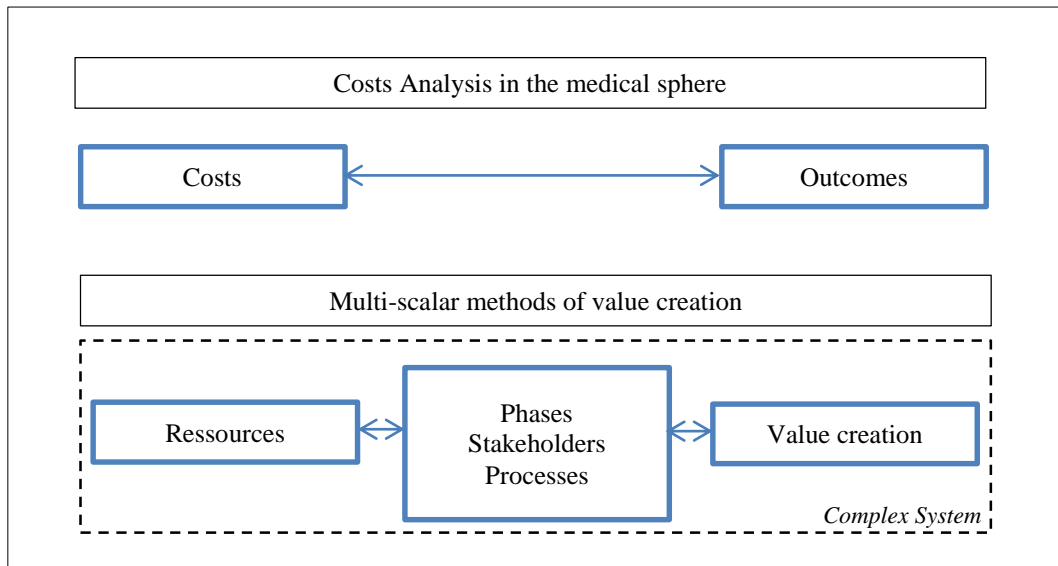 Costs Analysis in the medical sphere
Costs
Outcomes
Multi-scalar methods of value creation
Ressources
Phases
Stakeholders
Processes
Value creation
Complex System